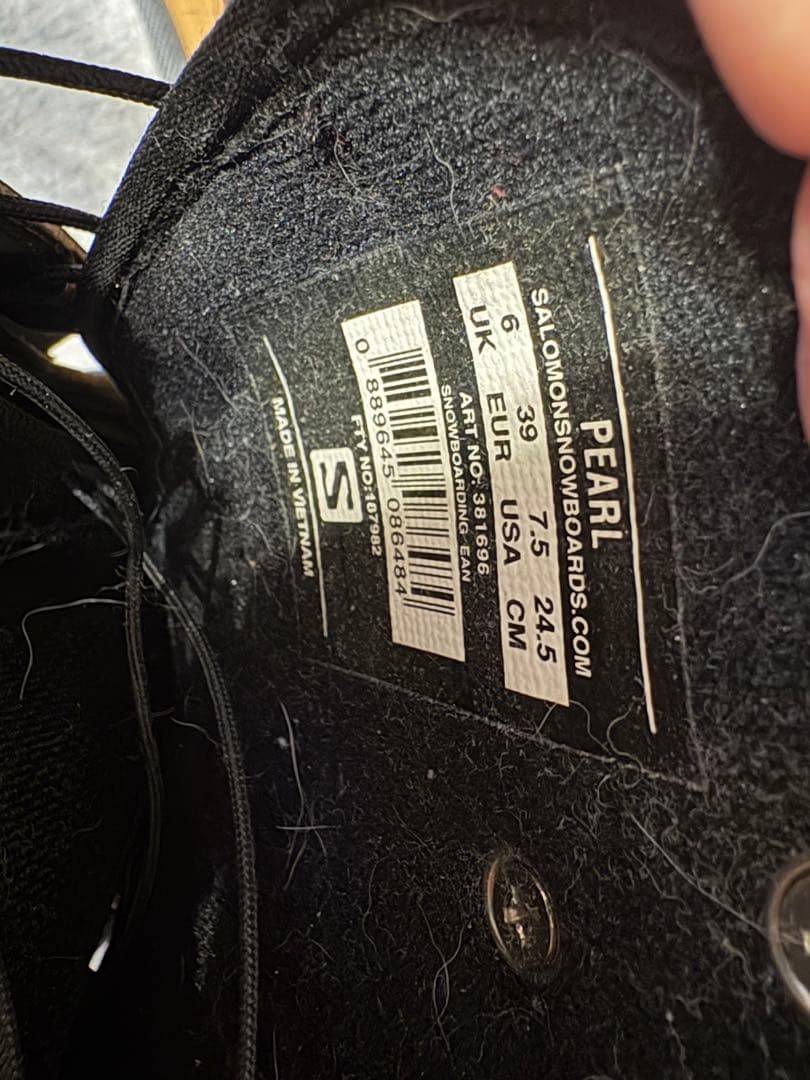 PEARL
SALOMONSNOWBOARDS.COM
6 39 7.5 24.5
UK EUR USA CM
ART NO: 381696
SNOWBOARDING EAN
0 889645 086484
FTY NO:187982
S
MADE IN VIETNAM